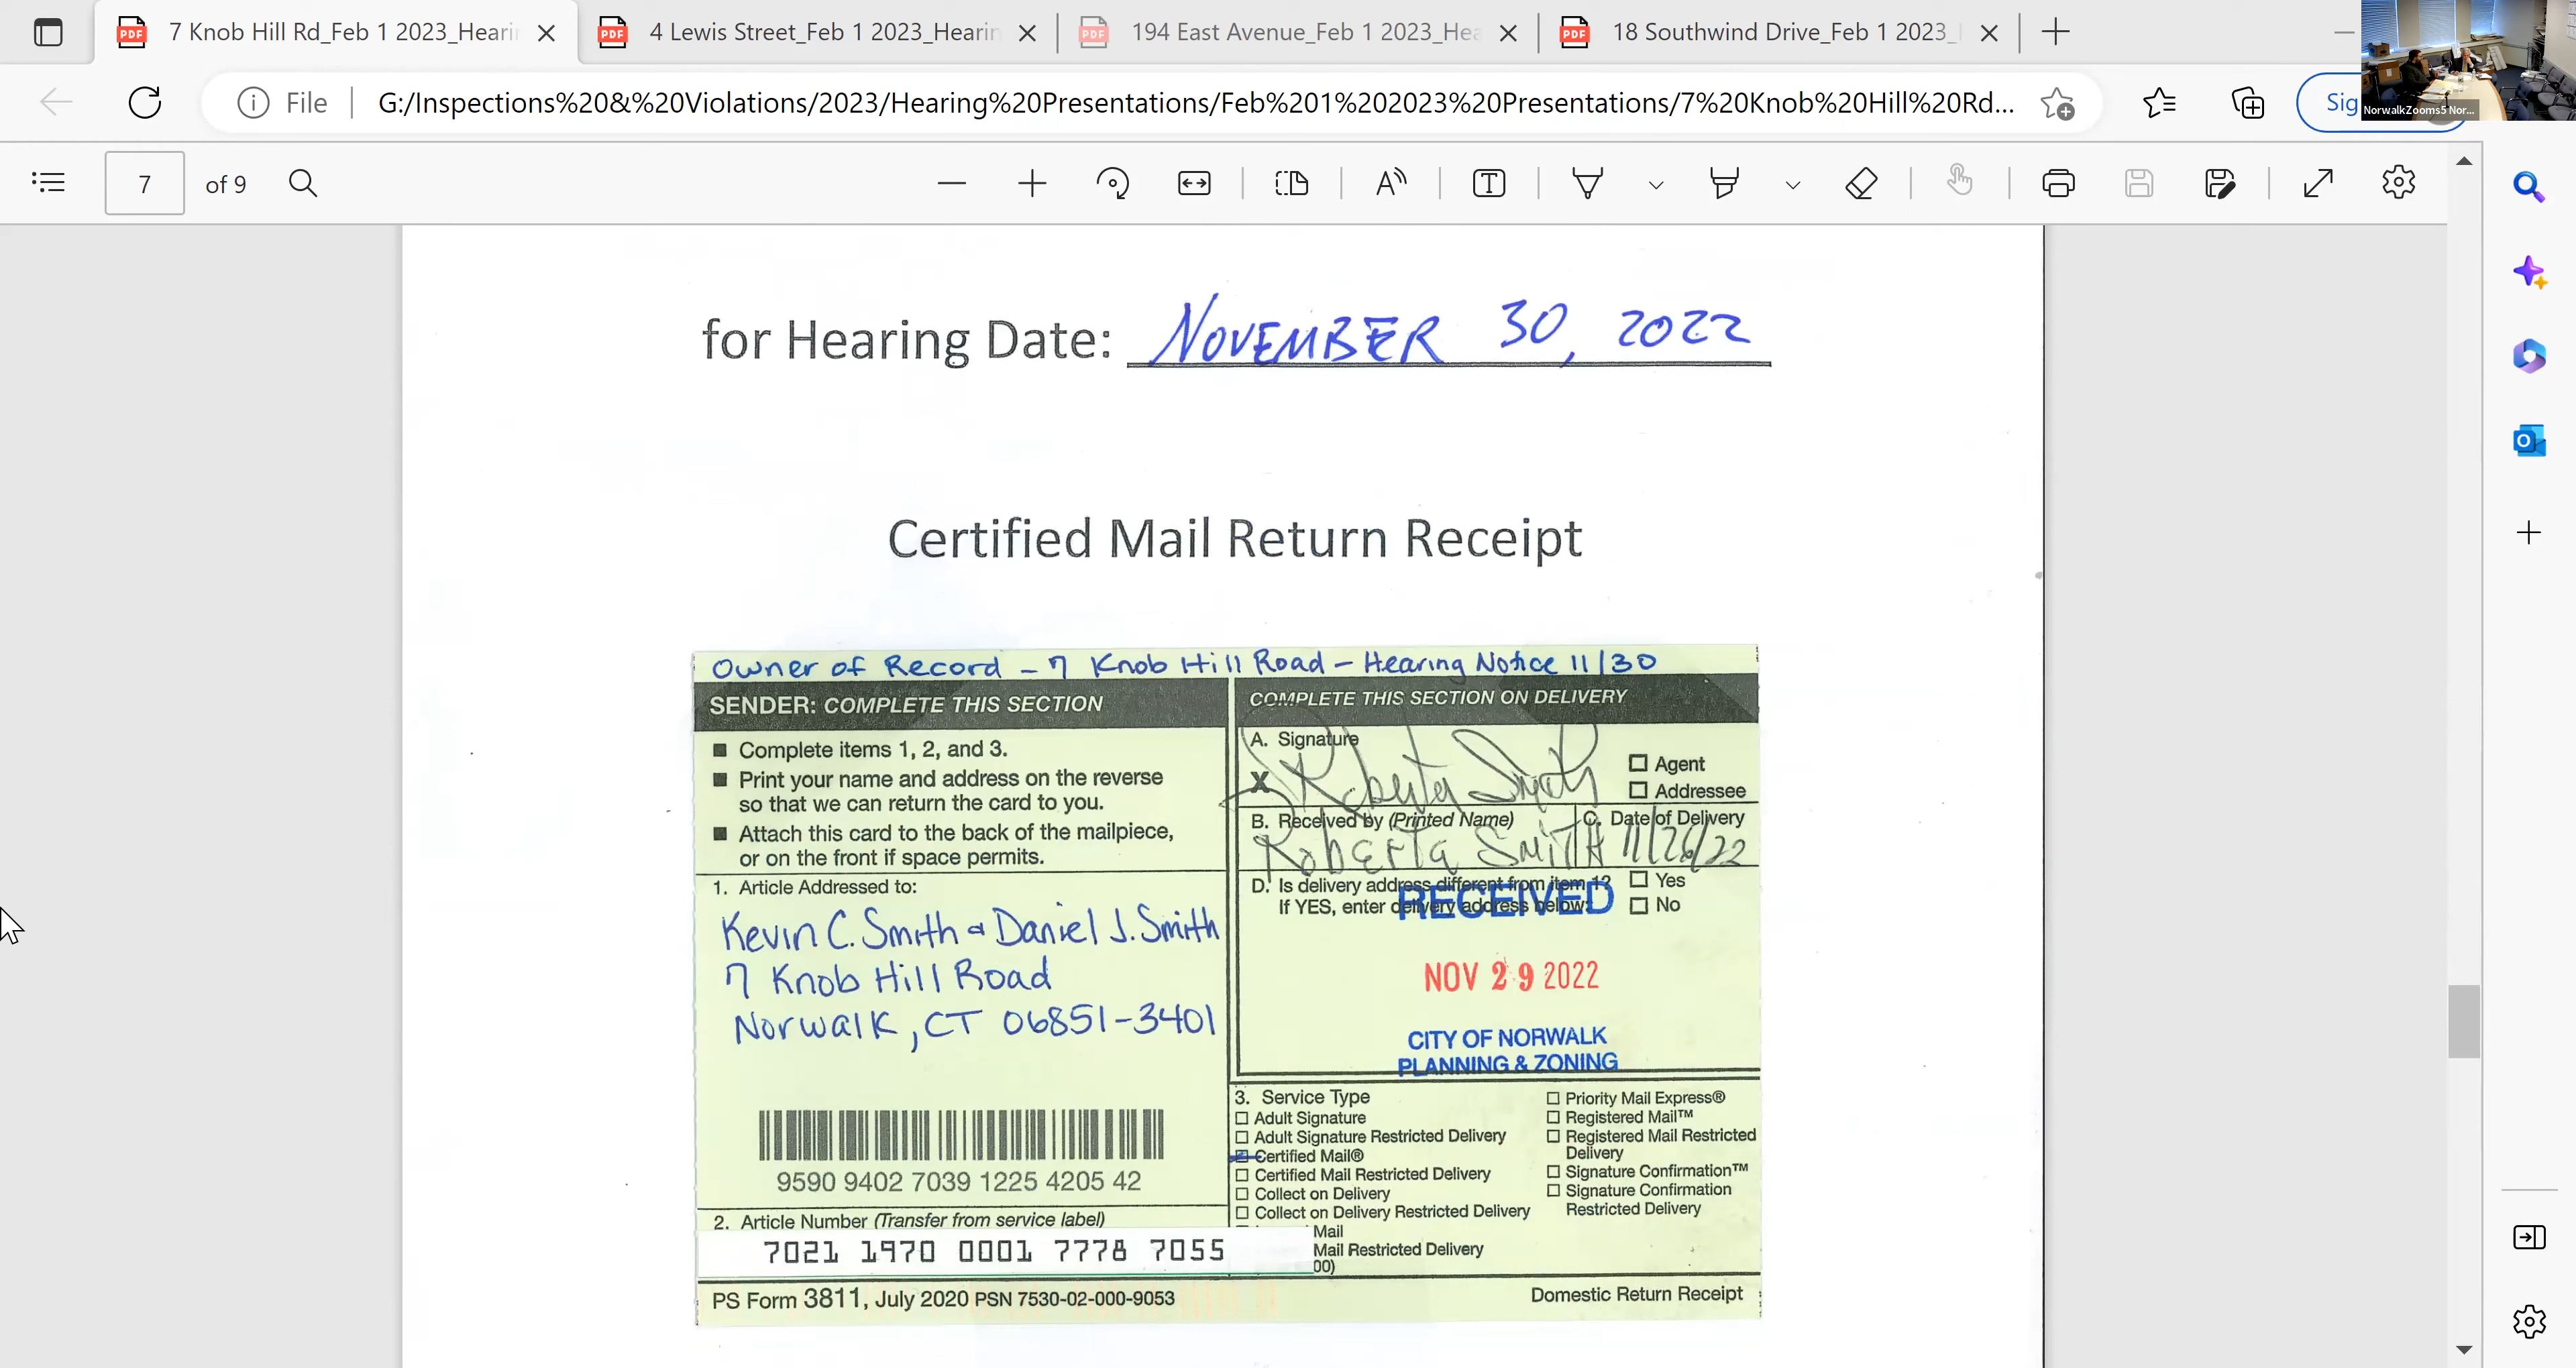 7 Knob Hill Rd_Feb 1 2023_Heari
4 Lewis Street_Feb 1 2023_Hearin
194 East Avenue_Feb 1 2023_Hea
18 Southwind Drive_Feb 1 2023_
File
G:/Inspections%20&%20Violations/2023/Hearing%20Presentations/Feb%201%202023%20Presentations/7%20Knob%20Hill%20Rd...
Sig
NorwalkZooms5 Nor...
7 of 9
for Hearing Date: NOVEMBER 30, 2022
Certified Mail Return Receipt
Owner of Record - 7 Knob Hill Road - Hearing Notice 11/30
SENDER: COMPLETE THIS SECTION
■ Complete items 1, 2, and 3.
■ Print your name and address on the reverse
so that we can return the card to you.
■ Attach this card to the back of the mailpiece,
or on the front if space permits.
1. Article Addressed to:
Kevin C. Smith & Daniel J. Smith
7 Knob Hill Road
Norwalk, CT 06851-3401
9590 9402 7039 1225 4205 42
2. Article Number (Transfer from service label)
7021 1970 0001 7778 7055
COMPLETE THIS SECTION ON DELIVERY
A. Signature
X Roberta Smith
☐ Agent
☐ Addressee
B. Received by (Printed Name)
C. Date of Delivery
Roberta Smith 11/26/22
D. Is delivery address different from item 1? ☐ Yes
If YES, enter delivery address below: ☐ No
RECEIVED
NOV 29 2022
CITY OF NORWALK
PLANNING & ZONING
3. Service Type
☐ Adult Signature
☐ Adult Signature Restricted Delivery
Certified Mail®
☐ Certified Mail Restricted Delivery
☐ Collect on Delivery
☐ Collect on Delivery Restricted Delivery
Mail
Mail Restricted Delivery
00)
☐ Priority Mail Express®
☐ Registered Mail™
☐ Registered Mail Restricted
Delivery
☐ Signature Confirmation™
☐ Signature Confirmation
Restricted Delivery
PS Form 3811, July 2020 PSN 7530-02-000-9053
Domestic Return Receipt